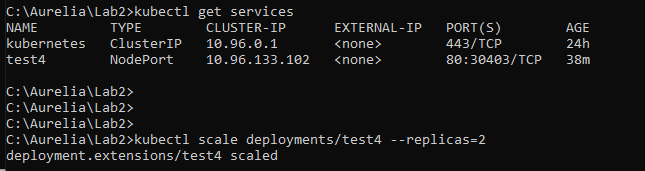 C:\Aurelia\Lab2>kubectl get services
NAME         TYPE        CLUSTER-IP      EXTERNAL-IP   PORT(S)        AGE
kubernetes   ClusterIP   10.96.0.1       <none>        443/TCP        24h
test4        NodePort    10.96.133.102   <none>        80:30403/TCP   38m
C:\Aurelia\Lab2>
C:\Aurelia\Lab2>
C:\Aurelia\Lab2>
C:\Aurelia\Lab2>kubectl scale deployments/test4 --replicas=2
deployment.extensions/test4 scaled